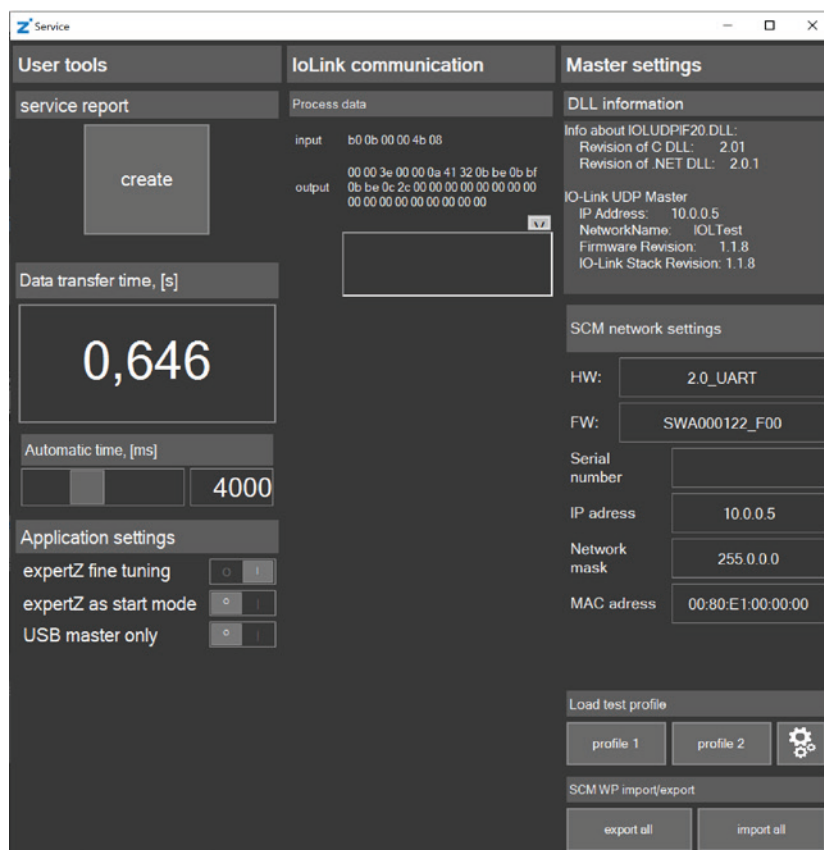 Z Service
User tools
service report
create
Data transfer time, [s]
0,646
Automatic time, [ms]
4000
Application settings
expertZ fine tuning
O I
expertZ as start mode
O I
USB master only
O I
IoLink communication
Process data
input b0 0b 00 00 4b 08
output
00 00 3e 00 00 0a 41 32 0b be 0b bf
0b be 0c 2c 00 00 00 00 00 00 00 00
00 00 00 00 00 00 00 00
Master settings
DLL information
Info about IOLUDPIF20.DLL:
Revision of C DLL: 2.01
Revision of .NET DLL: 2.0.1
IO-Link UDP Master
IP Address: 10.0.0.5
NetworkName: IOLTest
Firmware Revision: 1.1.8
IO-Link Stack Revision: 1.1.8
SCM network settings
HW: 2.0_UART
FW: SWA000122_F00
Serial
number
IP adress 10.0.0.5
Network
mask
255.0.0.0
MAC adress 00:80:E1:00:00:00
Load test profile
profile 1 profile 2
SCM WP import/export
export all import all